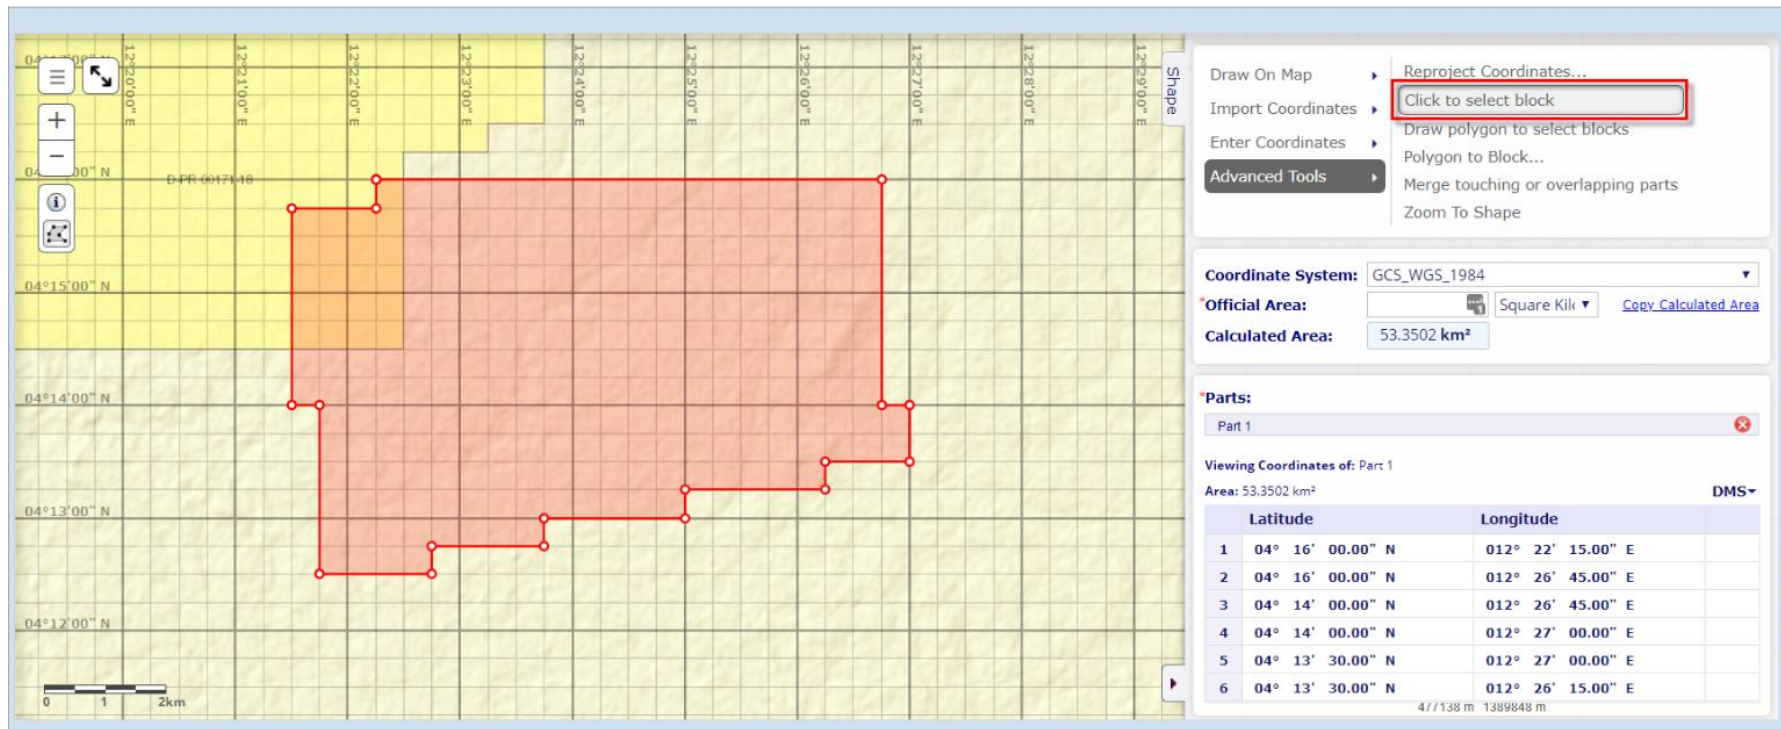 12°20'00" E
12°21'00" E
12°22'00" E
12°23'00" E
12°24'00" E
12°25'00" E
12°26'00" E
12°27'00" E
12°28'00" E
12°29'00" E
D-PR 00171-18
04°15'00" N
04°14'00" N
04°13'00" N
04°12'00" N
0 1 2km
Shape
Draw On Map
Import Coordinates
Enter Coordinates
Advanced Tools
Reproject Coordinates...
Click to select block
Draw polygon to select blocks
Polygon to Block...
Merge touching or overlapping parts
Zoom To Shape
Coordinate System: GCS_WGS_1984
*Official Area: Square Kil Copy Calculated Area
Calculated Area: 53.3502 km²
*Parts:
Part 1
Viewing Coordinates of: Part 1
Area: 53.3502 km² DMS
Latitude Longitude
1 04° 16' 00.00" N 012° 22' 15.00" E
2 04° 16' 00.00" N 012° 26' 45.00" E
3 04° 14' 00.00" N 012° 26' 45.00" E
4 04° 14' 00.00" N 012° 27' 00.00" E
5 04° 13' 30.00" N 012° 27' 00.00" E
6 04° 13' 30.00" N 012° 26' 15.00" E
477138 m 1389848 m